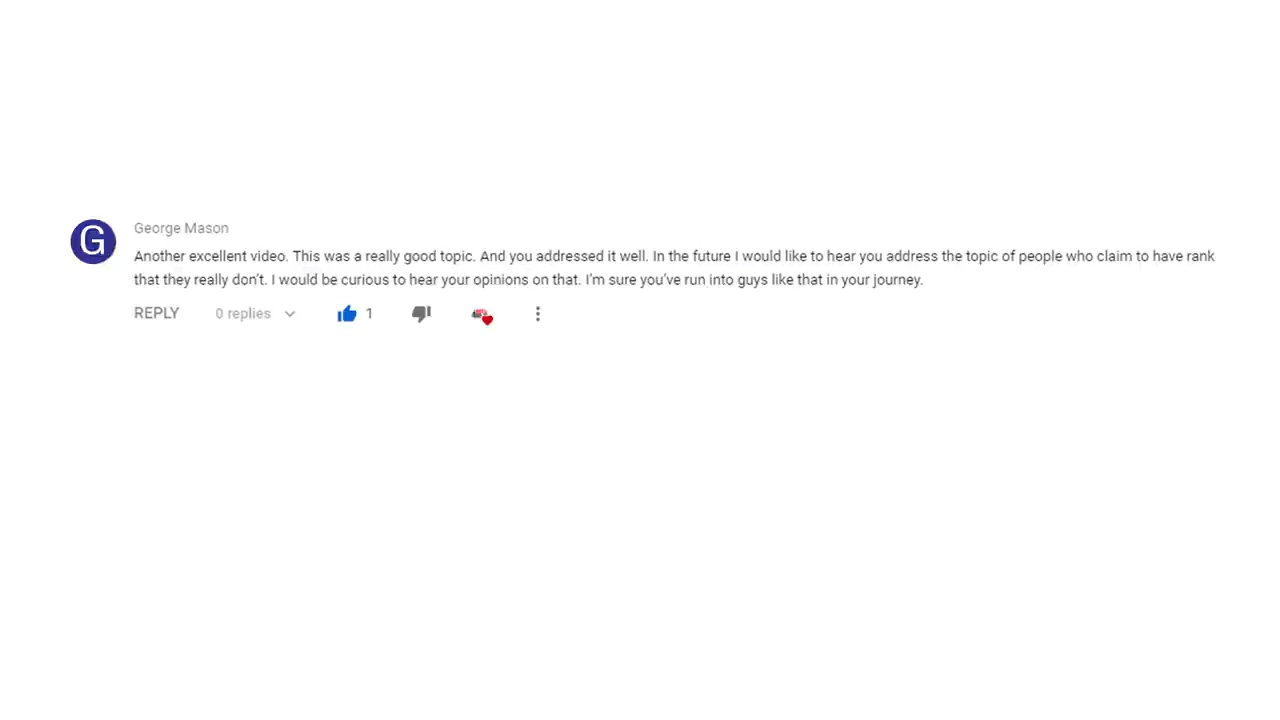 G
George Mason
Another excellent video. This was a really good topic. And you addressed it well. In the future I would like to hear you address the topic of people who claim to have rank
that they really don't. I would be curious to hear your opinions on that. I'm sure you've run into guys like that in your journey.
REPLY 0 replies 1